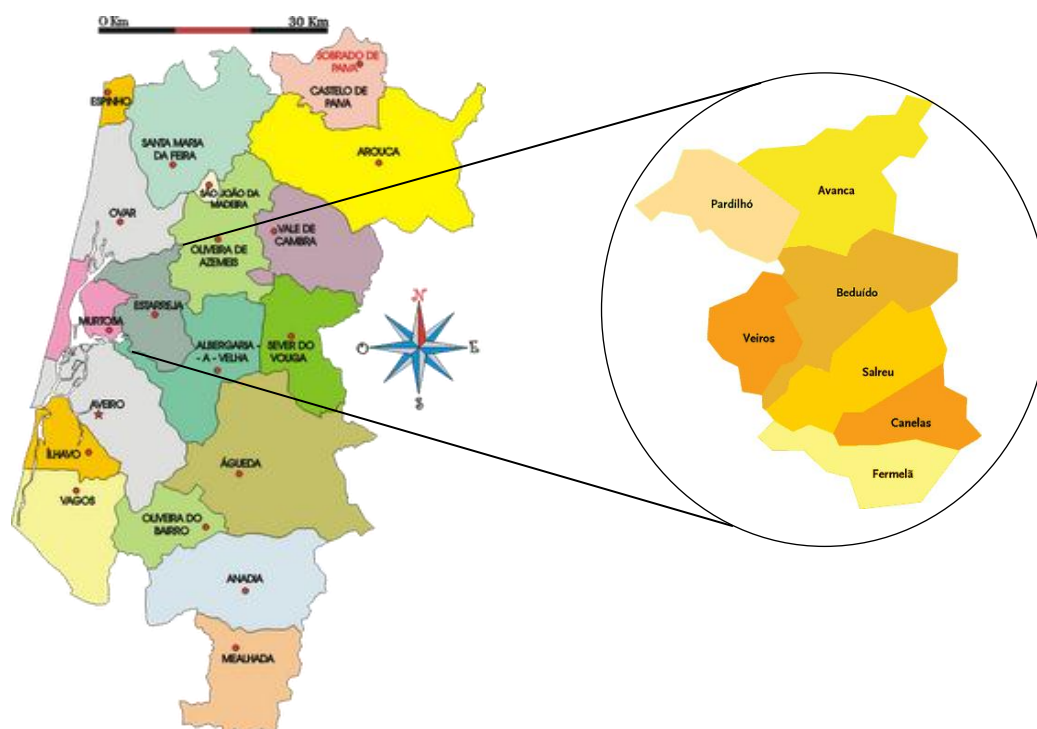 O Km 30 KM
SOBRADO DE
PAIVA
CASTELO DE
PAIVA
ESPINHO
SANTA MARIA
DA FEIRA
AROUCA
SÃO JOÃO DA
MADEIRA
OVAR
VALE DE
CAMBRA
OLIVEIRA DE
AZEMEIS
ESTARREJA
MURTOSA
ALBERGARIA -
- A - VELHA
SEVER DO
VOUGA
AVEIRO
ÍLHAVO
ÁGUEDA
VAGOS
OLIVEIRA DO
BAIRRO
ANADIA
MEALHADA
N
O
E
S
Avanca
Pardilhó
Beduído
Veiros
Salreu
Canelas
Fermelã